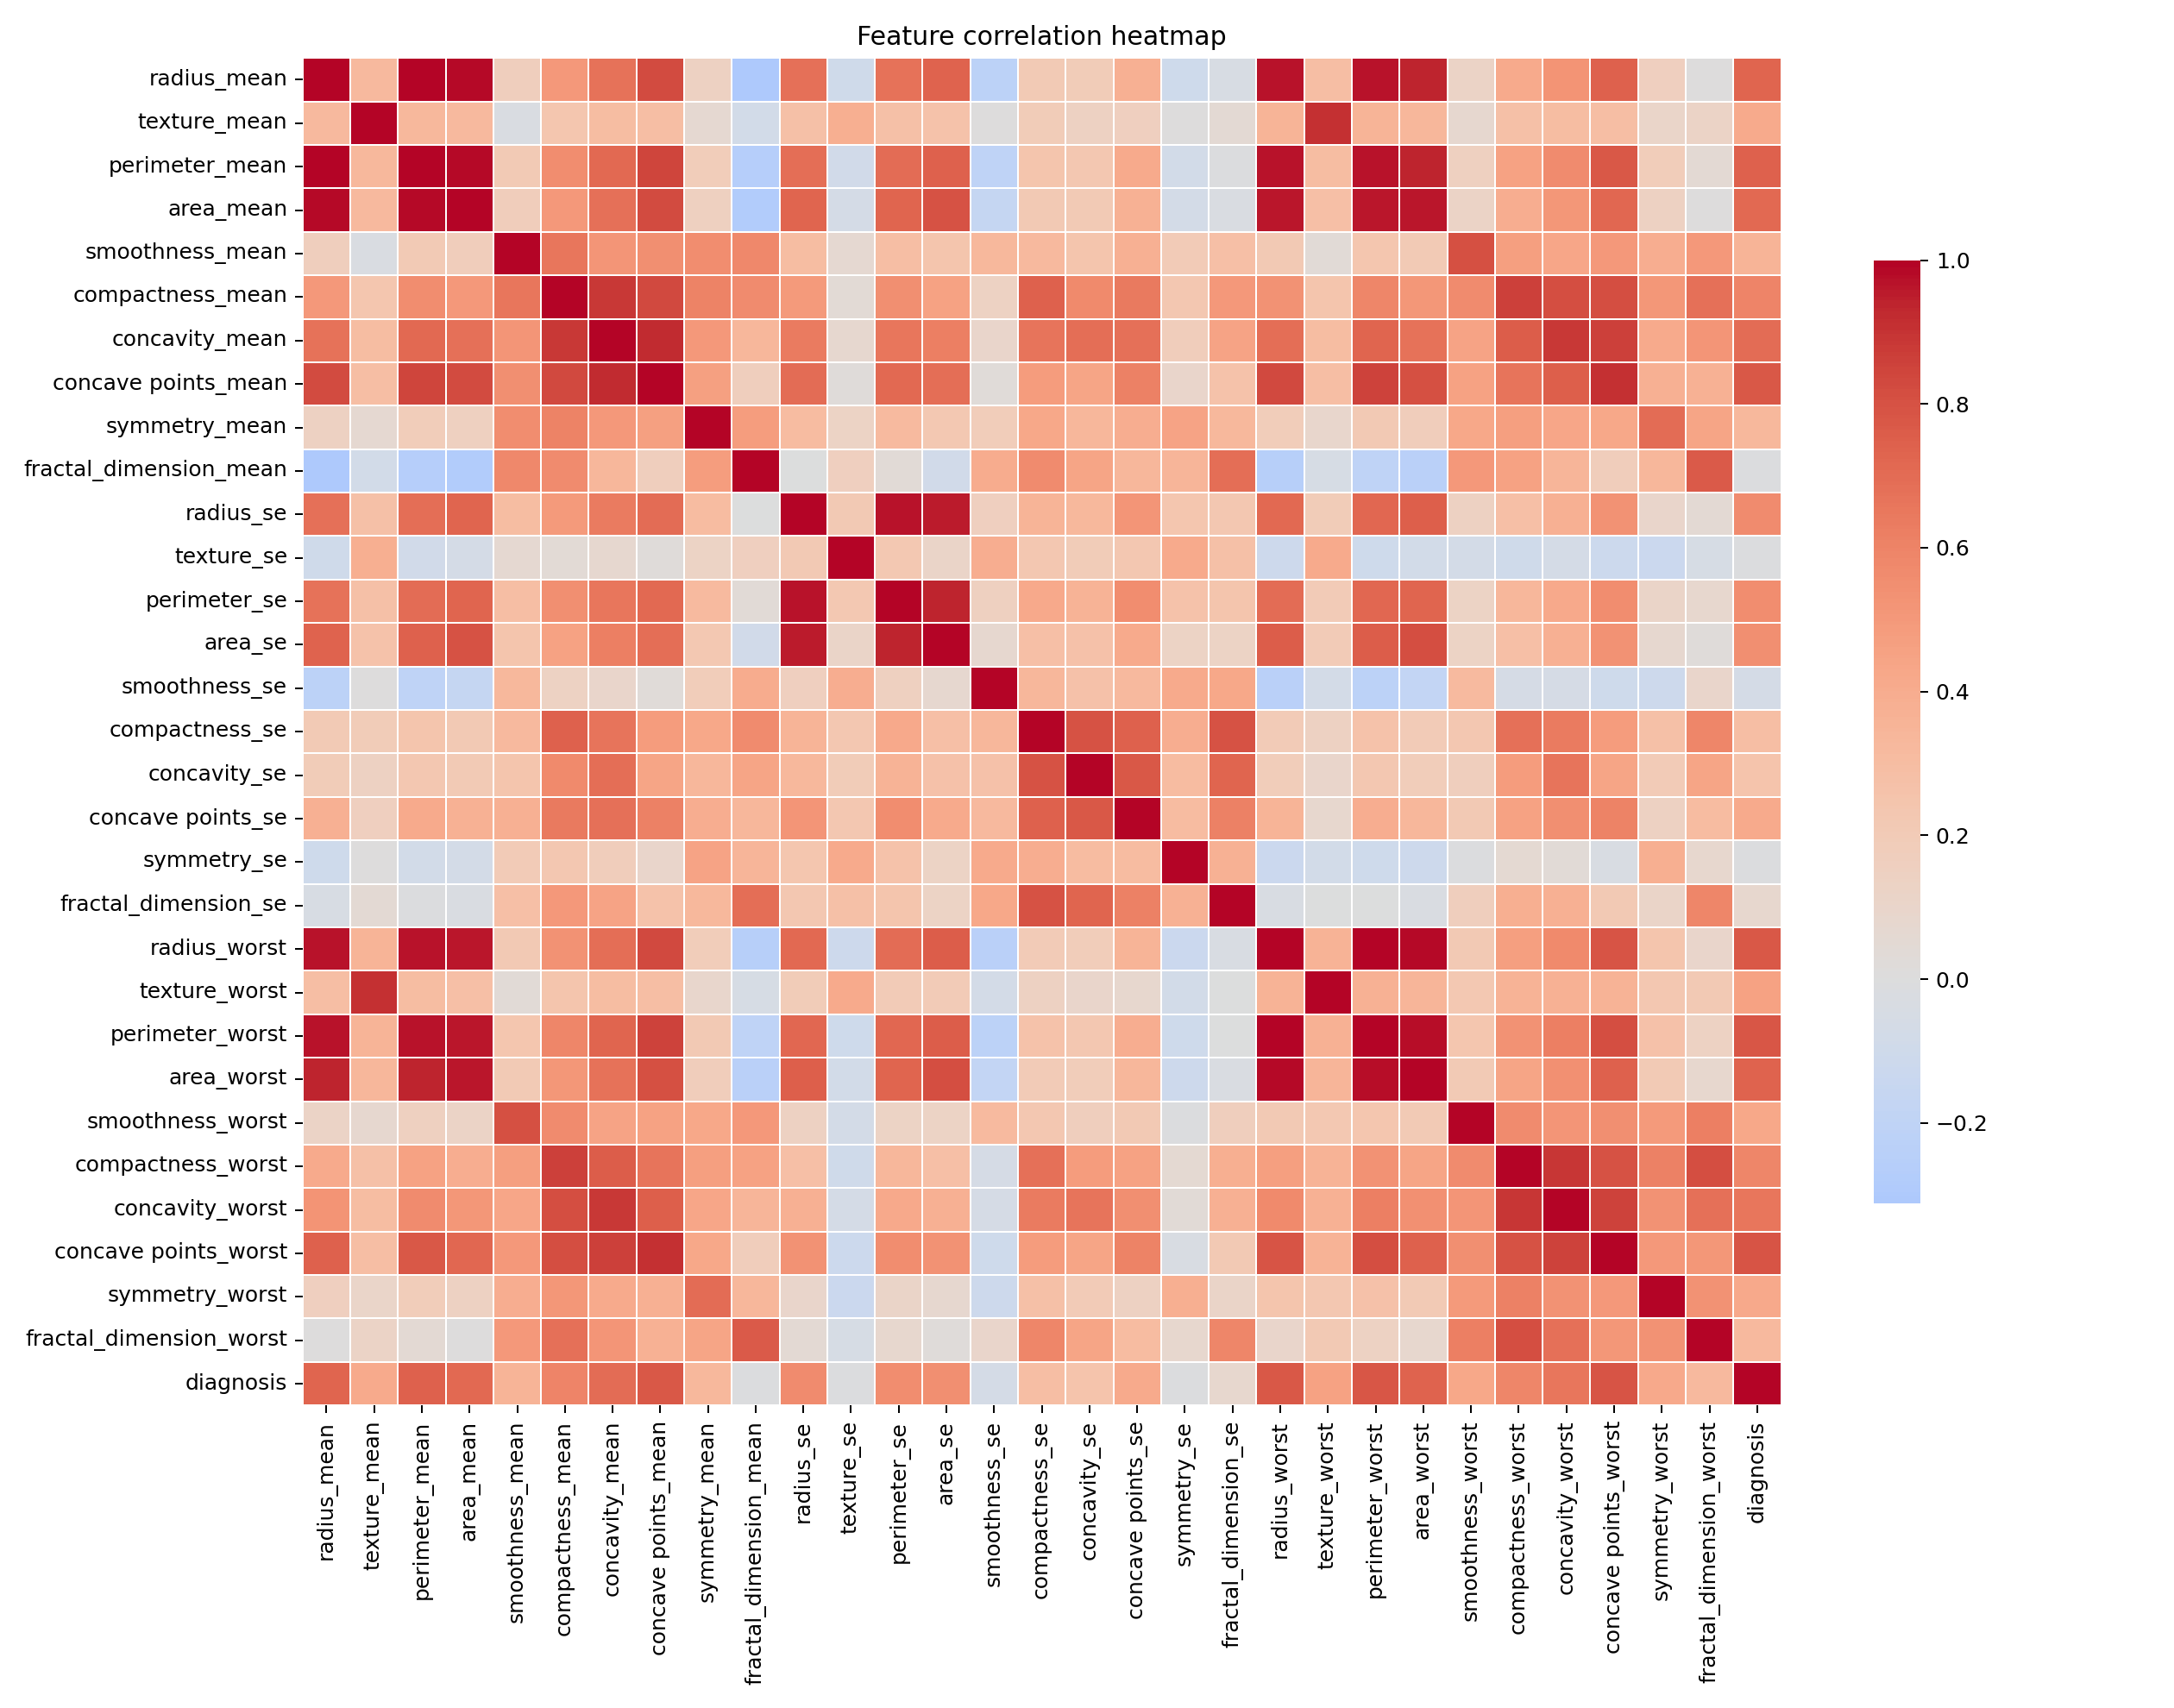 Feature correlation heatmap
radius_mean
texture_mean
perimeter_mean
area_mean
smoothness_mean
compactness_mean
concavity_mean
concave points_mean
symmetry_mean
fractal_dimension_mean
radius_se
texture_se
perimeter_se
area_se
smoothness_se
compactness_se
concavity_se
concave points_se
symmetry_se
fractal_dimension_se
radius_worst
texture_worst
perimeter_worst
area_worst
smoothness_worst
compactness_worst
concavity_worst
concave points_worst
symmetry_worst
fractal_dimension_worst
diagnosis
radius_mean
texture_mean
perimeter_mean
area_mean
smoothness_mean
compactness_mean
concavity_mean
concave points_mean
symmetry_mean
fractal_dimension_mean
radius_se
texture_se
perimeter_se
area_se
smoothness_se
compactness_se
concavity_se
concave points_se
symmetry_se
fractal_dimension_se
radius_worst
texture_worst
perimeter_worst
area_worst
smoothness_worst
compactness_worst
concavity_worst
concave points_worst
symmetry_worst
fractal_dimension_worst
diagnosis
1.0
0.8
0.6
0.4
0.2
0.0
−0.2